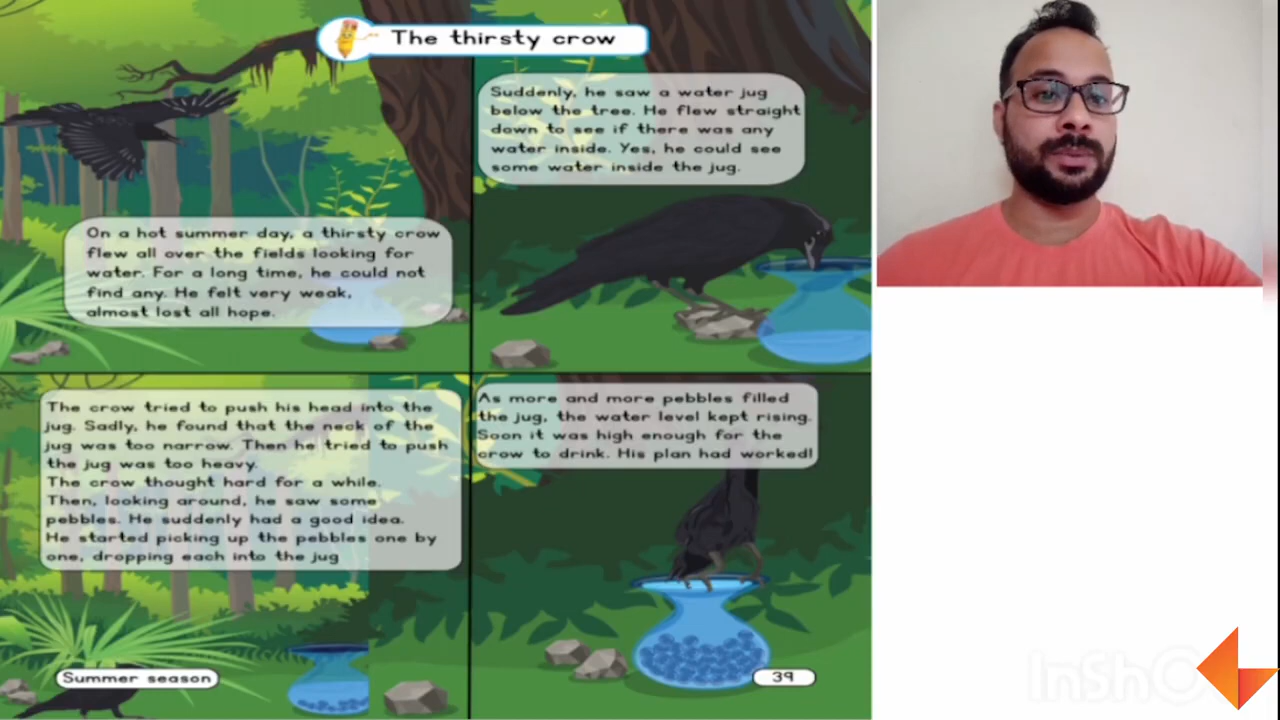 The thirsty crow
On a hot summer day, a thirsty crow
flew all over the fields looking for
water. For a long time, he could not
find any. He felt very weak,
almost lost all hope.
Suddenly, he saw a water jug
below the tree. He flew straight
down to see if there was any
water inside. Yes, he could see
some water inside the jug.
The crow tried to push his head into the
jug. Sadly, he found that the neck of the
jug was too narrow. Then he tried to push
the jug was too heavy.
The crow thought hard for a while.
Then, looking around, he saw some
pebbles. He suddenly had a good idea.
He started picking up the pebbles one by
one, dropping each into the jug
As more and more pebbles filled
the jug, the water level kept rising.
Soon it was high enough for the
crow to drink. His plan had worked!
Summer season
39
InShO